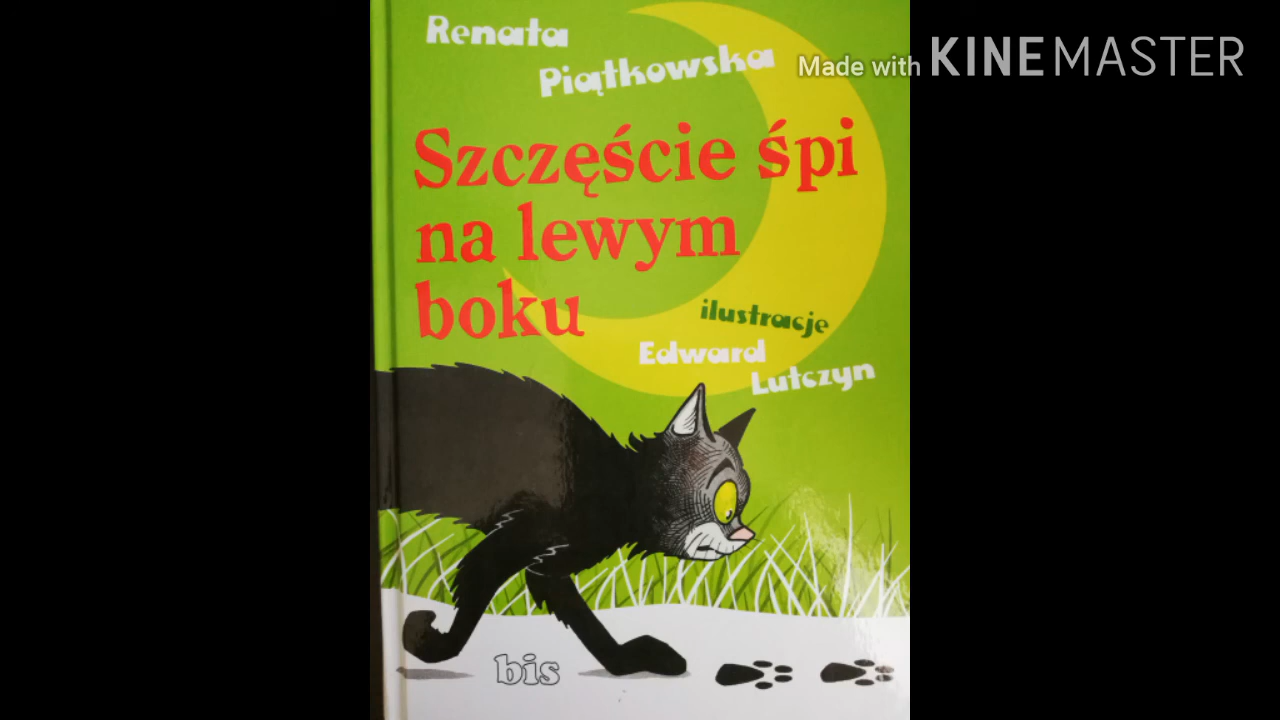 Renata
Piątkowska
Made with KINEMASTER
Szczęście śpi
na lewym
boku
ilustracje
Edward
Lutczyn
bis